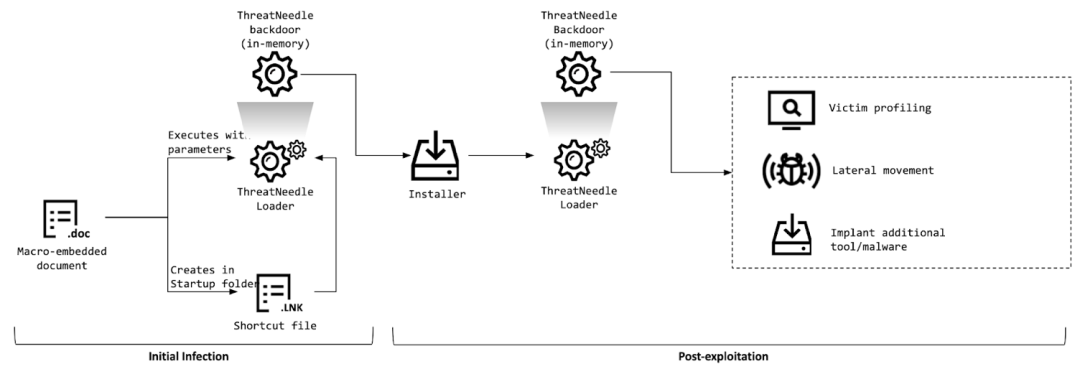 ThreatNeedle
backdoor
(in-memory)
ThreatNeedle
Backdoor
(in-memory)
Executes with
parameters
ThreatNeedle
Loader
Installer
ThreatNeedle
Loader
Victim profiling
Lateral movement
Implant additional
tool/malware
.doc
Macro-embedded
document
Creates in
Startup folder
.LNK
Shortcut file
Initial Infection
Post-exploitation